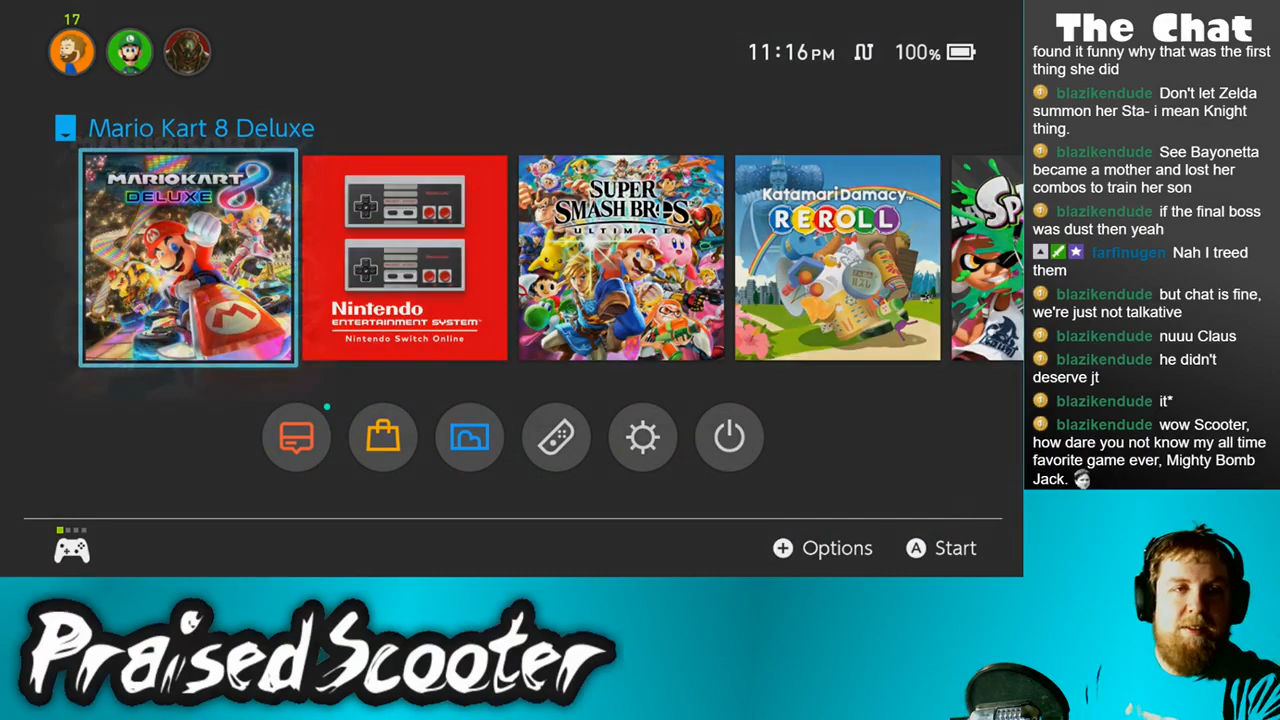 17
11:16 PM
100%
Mario Kart 8 Deluxe
MARIOKART 8
DELUXE
Nintendo
ENTERTAINMENT SYSTEM™
Nintendo Switch Online
SUPER
SMASH BROS.
ULTIMATE
Katamari Damacy
REROLL
Options
A Start
The Chat
found it funny why that was the first
thing she did
blazikendude Don't let Zelda
summon her Sta- i mean Knight
thing.
blazikendude See Bayonetta
became a mother and lost her
combos to train her son
blazikendude if the final boss
was dust then yeah
farfinugen Nah I treed
them
blazikendude but chat is fine,
we're just not talkative
blazikendude nuuu Claus
blazikendude he didn't
deserve jt
blazikendude it*
blazikendude wow Scooter,
how dare you not know my all time
favorite game ever, Mighty Bomb
Jack.
PraisedScooter